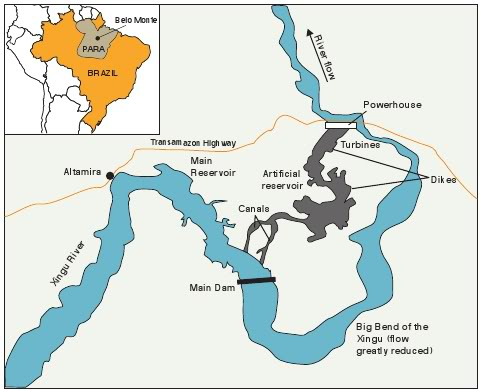 Belo Monte
PARA
BRAZIL
River flow
Powerhouse
Transamazon Highway
Turbines
Main
Reservoir
Altamira
Artificial
reservoir
Dikes
Canals
Xingu River
Main Dam
Big Bend of the
Xingu (flow
greatly reduced)